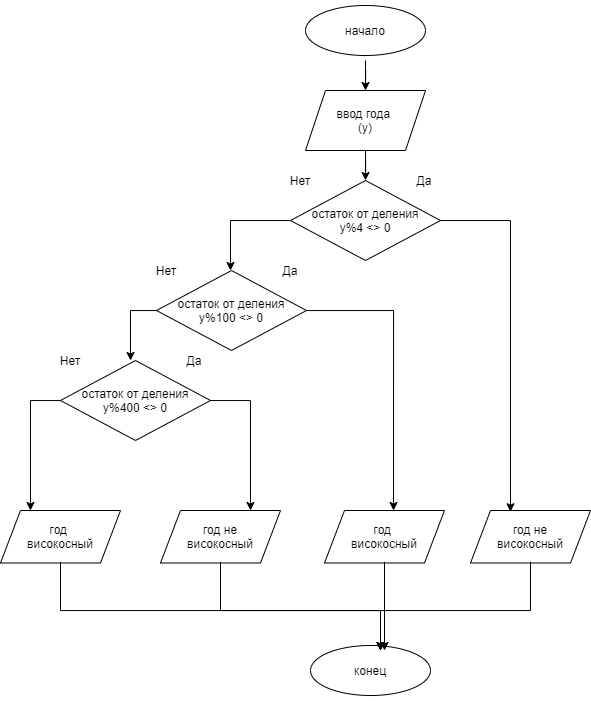 начало
ввод года
(y)
Нет
Да
остаток от деления
y%4 <> 0
Нет
Да
остаток от деления
y%100 <> 0
Нет
Да
остаток от деления
y%400 <> 0
год
високосный
год не
високосный
год
високосный
год не
високосный
конец